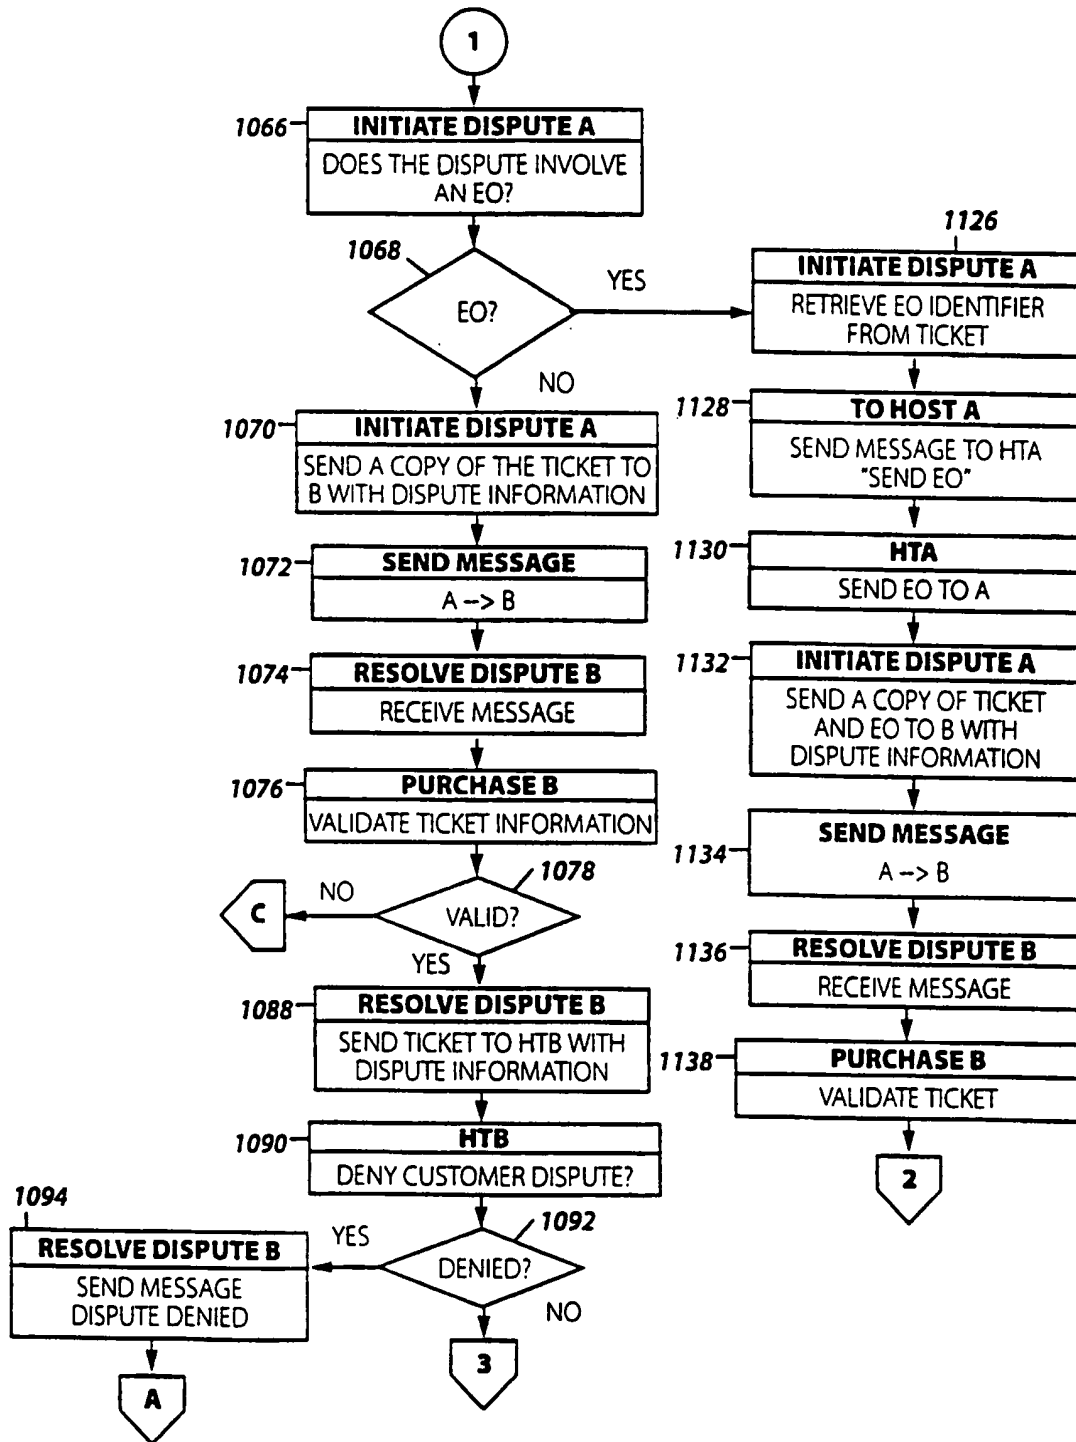 1
1066
INITIATE DISPUTE A
DOES THE DISPUTE INVOLVE
AN EO?
1068
EO?
YES
NO
1070
INITIATE DISPUTE A
SEND A COPY OF THE TICKET TO
B WITH DISPUTE INFORMATION
1072
SEND MESSAGE
A --> B
1074
RESOLVE DISPUTE B
RECEIVE MESSAGE
1076
PURCHASE B
VALIDATE TICKET INFORMATION
1078
VALID?
NO
C
YES
1088
RESOLVE DISPUTE B
SEND TICKET TO HTB WITH
DISPUTE INFORMATION
1090
HTB
DENY CUSTOMER DISPUTE?
1092
DENIED?
YES
NO
1094
RESOLVE DISPUTE B
SEND MESSAGE
DISPUTE DENIED
A
3
1126
INITIATE DISPUTE A
RETRIEVE EO IDENTIFIER
FROM TICKET
1128
TO HOST A
SEND MESSAGE TO HTA
"SEND EO"
1130
HTA
SEND EO TO A
1132
INITIATE DISPUTE A
SEND A COPY OF TICKET
AND EO TO B WITH
DISPUTE INFORMATION
1134
SEND MESSAGE
A --> B
1136
RESOLVE DISPUTE B
RECEIVE MESSAGE
1138
PURCHASE B
VALIDATE TICKET
2